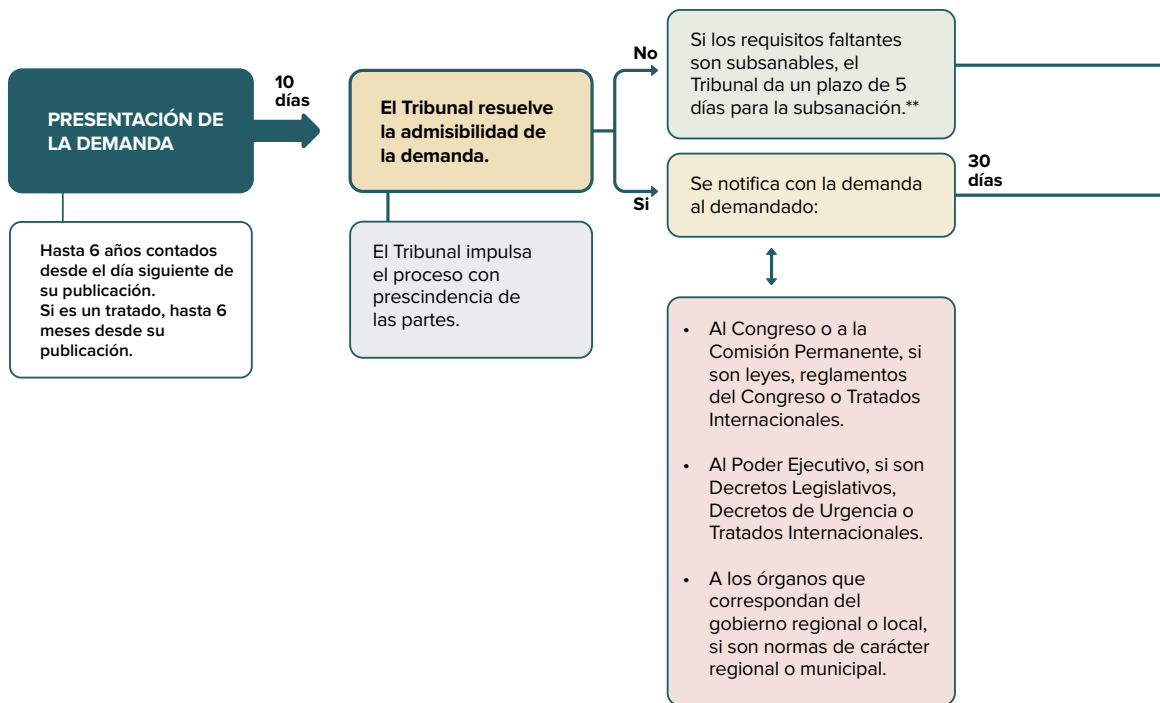 PRESENTACIÓN DE
LA DEMANDA
10
días
Hasta 6 años contados
desde el día siguiente de
su publicación.
Si es un tratado, hasta 6
meses desde su
publicación.
El Tribunal resuelve
la admisibilidad de
la demanda.
El Tribunal impulsa
el proceso con
prescindencia de
las partes.
No
Si los requisitos faltantes
son subsanables, el
Tribunal da un plazo de 5
días para la subsanación.**
Si
Se notifica con la demanda
al demandado:
30
días
• Al Congreso o a la
Comisión Permanente, si
son leyes, reglamentos
del Congreso o Tratados
Internacionales.
• Al Poder Ejecutivo, si son
Decretos Legislativos,
Decretos de Urgencia o
Tratados Internacionales.
• A los órganos que
correspondan del
gobierno regional o local,
si son normas de carácter
regional o municipal.